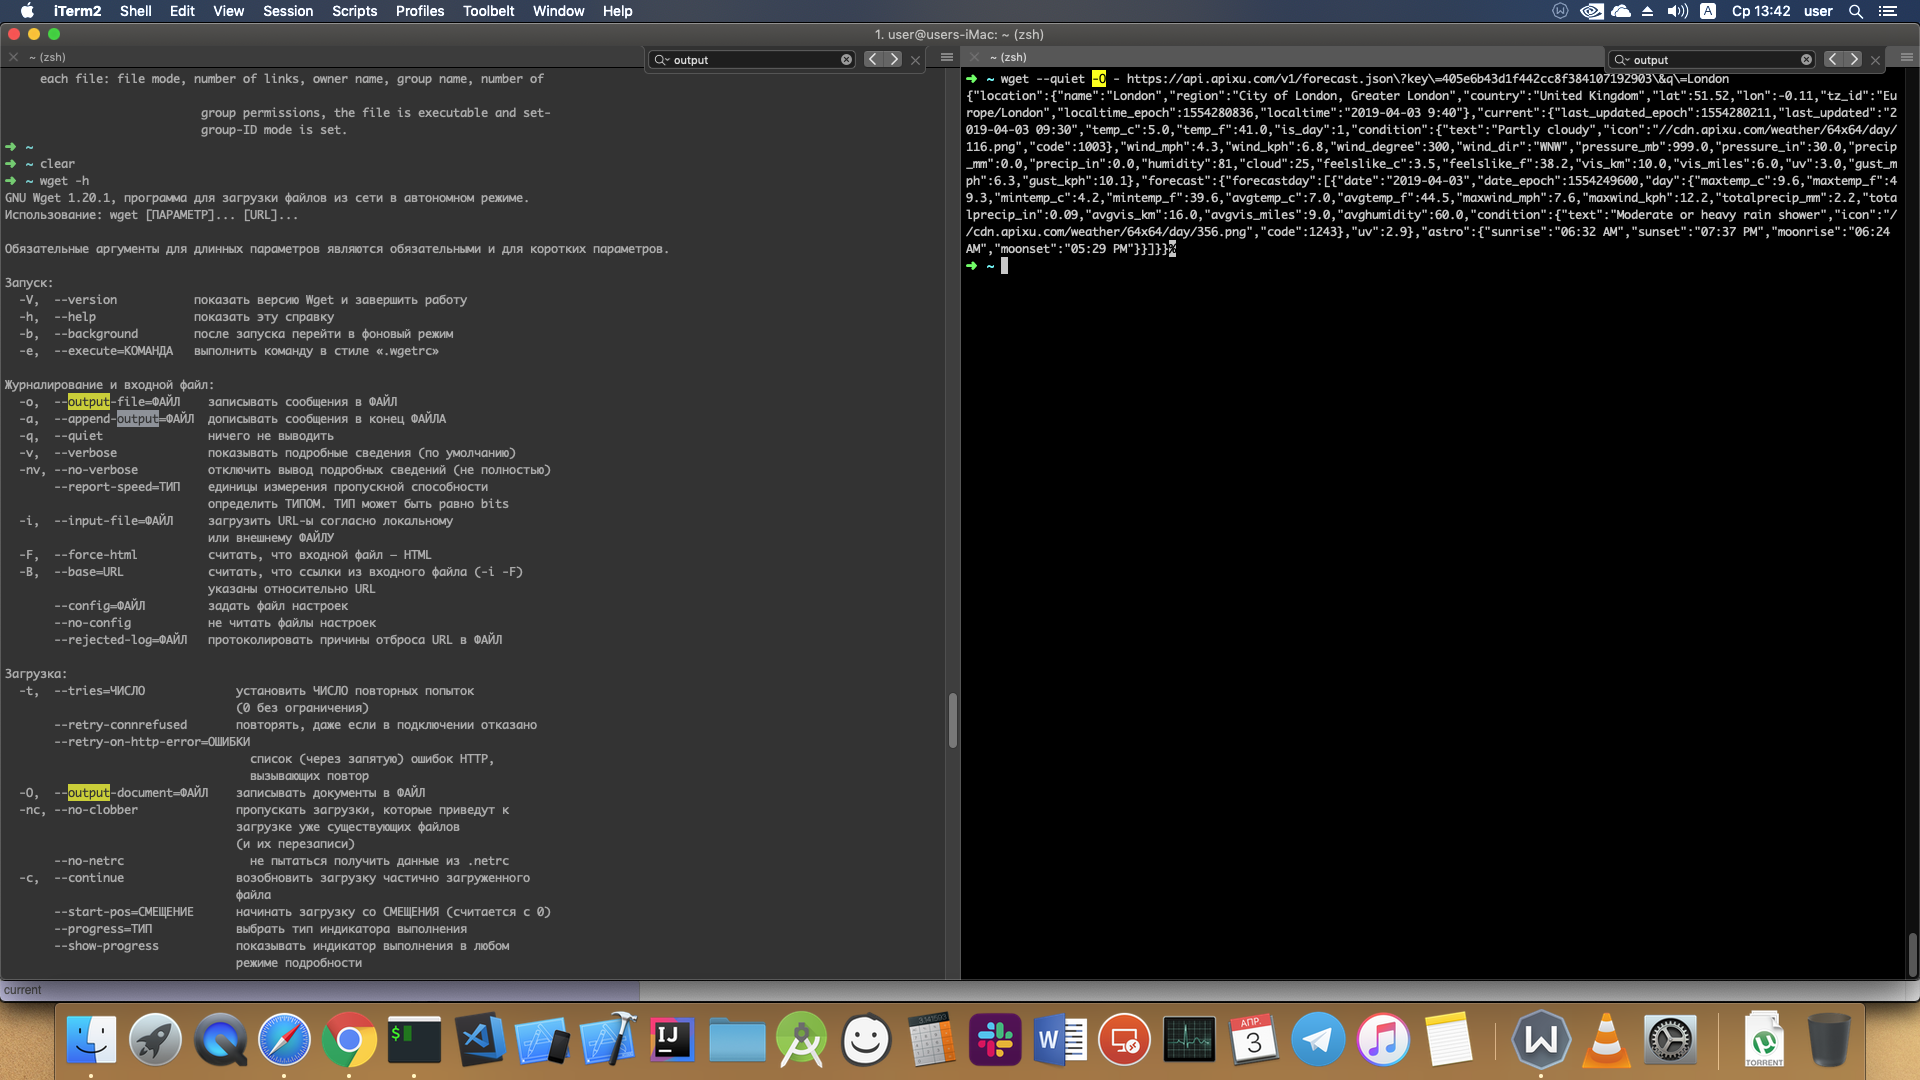 iTerm2 Shell Edit View Session Scripts Profiles Toolbelt Window Help
A Ср 13:42 user
1. user@users-iMac: ~ (zsh)
~ (zsh)
output
each file: file mode, number of links, owner name, group name, number of
group permissions, the file is executable and set-
group-ID mode is set.
➜ ~
➜ ~ clear
➜ ~ wget -h
GNU Wget 1.20.1, программа для загрузки файлов из сети в автономном режиме.
Использование: wget [ПАРАМЕТР]... [URL]...
Обязательные аргументы для длинных параметров являются обязательными и для коротких параметров.
Запуск:
-V, --version показать версию Wget и завершить работу
-h, --help показать эту справку
-b, --background после запуска перейти в фоновый режим
-e, --execute=КОМАНДА выполнить команду в стиле «.wgetrc»
Журналирование и входной файл:
-o, --output-file=ФАЙЛ записывать сообщения в ФАЙЛ
-a, --append-output=ФАЙЛ дописывать сообщения в конец ФАЙЛА
-q, --quiet ничего не выводить
-v, --verbose показывать подробные сведения (по умолчанию)
-nv, --no-verbose отключить вывод подробных сведений (не полностью)
--report-speed=ТИП единицы измерения пропускной способности
определить ТИПОМ. ТИП может быть равно bits
-i, --input-file=ФАЙЛ загрузить URL-ы согласно локальному
или внешнему ФАЙЛУ
-F, --force-html считать, что входной файл — HTML
-B, --base=URL считать, что ссылки из входного файла (-i -F)
указаны относительно URL
--config=ФАЙЛ задать файл настроек
--no-config не читать файлы настроек
--rejected-log=ФАЙЛ протоколировать причины отброса URL в ФАЙЛ
Загрузка:
-t, --tries=ЧИСЛО установить ЧИСЛО повторных попыток
(0 без ограничения)
--retry-connrefused повторять, даже если в подключении отказано
--retry-on-http-error=ОШИБКИ
список (через запятую) ошибок HTTP,
вызывающих повтор
-O, --output-document=ФАЙЛ записывать документы в ФАЙЛ
-nc, --no-clobber пропускать загрузки, которые приведут к
загрузке уже существующих файлов
(и их перезаписи)
--no-netrc не пытаться получить данные из .netrc
-c, --continue возобновить загрузку частично загруженного
файла
--start-pos=СМЕЩЕНИЕ начинать загрузку со СМЕЩЕНИЯ (считается с 0)
--progress=ТИП выбрать тип индикатора выполнения
--show-progress показывать индикатор выполнения в любом
режиме подробности
~ (zsh)
output
➜ ~ wget --quiet -O - https://api.apixu.com/v1/forecast.json\?key\=405e6b43d1f442cc8f384107192903\&q\=London
{"location":{"name":"London","region":"City of London, Greater London","country":"United Kingdom","lat":51.52,"lon":-0.11,"tz_id":"Eu
rope/London","localtime_epoch":1554280836,"localtime":"2019-04-03 9:40"},"current":{"last_updated_epoch":1554280211,"last_updated":"2
019-04-03 09:30","temp_c":5.0,"temp_f":41.0,"is_day":1,"condition":{"text":"Partly cloudy","icon":"//cdn.apixu.com/weather/64x64/day/
116.png","code":1003},"wind_mph":4.3,"wind_kph":6.8,"wind_degree":300,"wind_dir":"WNW","pressure_mb":999.0,"pressure_in":30.0,"precip
_mm":0.0,"precip_in":0.0,"humidity":81,"cloud":25,"feelslike_c":3.5,"feelslike_f":38.2,"vis_km":10.0,"vis_miles":6.0,"uv":3.0,"gust_m
ph":6.3,"gust_kph":10.1},"forecast":{"forecastday":[{"date":"2019-04-03","date_epoch":1554249600,"day":{"maxtemp_c":9.6,"maxtemp_f":4
9.3,"mintemp_c":4.2,"mintemp_f":39.6,"avgtemp_c":7.0,"avgtemp_f":44.5,"maxwind_mph":7.6,"maxwind_kph":12.2,"totalprecip_mm":2.2,"tota
lprecip_in":0.09,"avgvis_km":16.0,"avgvis_miles":9.0,"avghumidity":60.0,"condition":{"text":"Moderate or heavy rain shower","icon":"/
/cdn.apixu.com/weather/64x64/day/356.png","code":1243},"uv":2.9},"astro":{"sunrise":"06:32 AM","sunset":"07:37 PM","moonrise":"06:24
AM","moonset":"05:29 PM"}}]}}%
➜ ~
current
$
IJ
W
АПР.
3
W
TORRENT